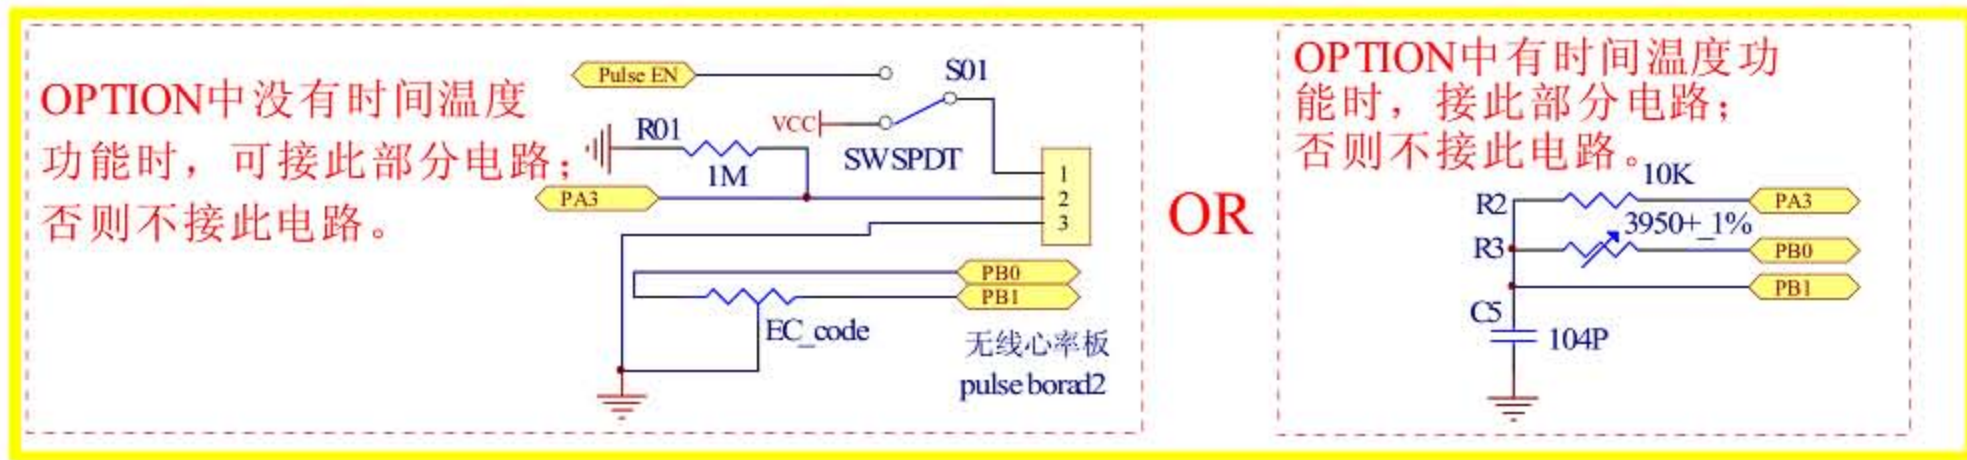 OPTION中没有时间温度
功能时，可接此部分电路；
否则不接此电路。
Pulse EN
S01
VCC
R01
1M
SW SPDT
PA3
1
2
3
PB0
PB1
EC_code
无线心率板
pulse borad2
OR
OPTION中有时间温度功
能时，接此部分电路；
否则不接此电路。
10K
R2
PA3
3950+_1%
R3
PB0
PB1
C5
104P